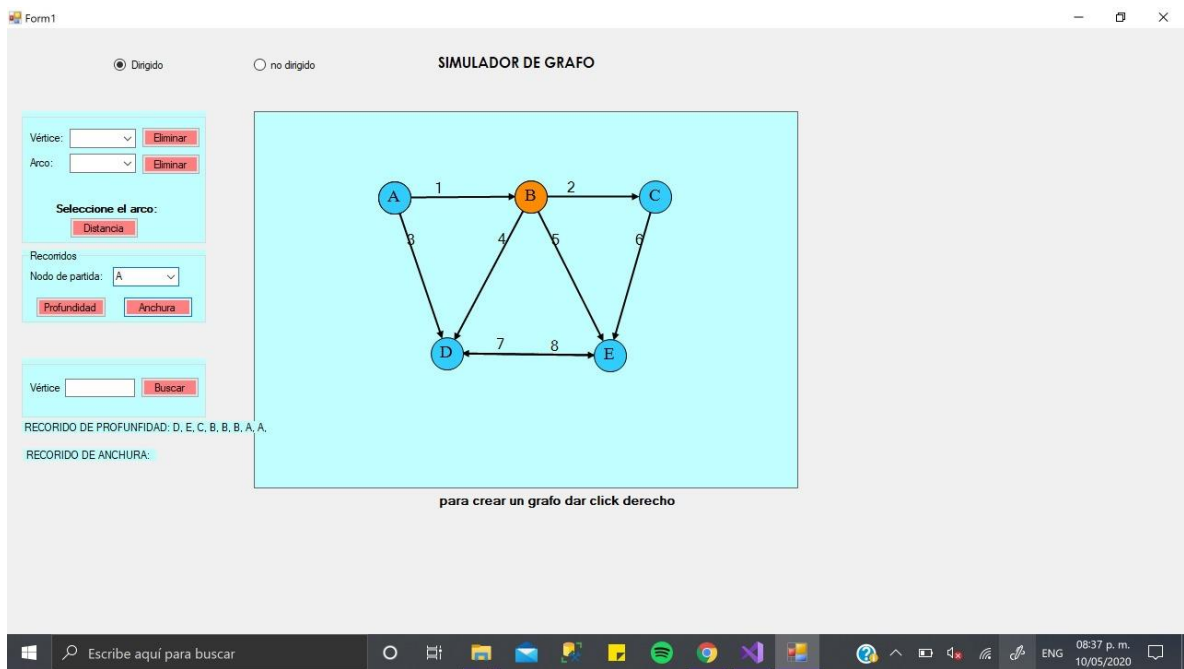 Form1
Dirigido no dirigido SIMULADOR DE GRAFO
Vértice: Eliminar
Arco: Eliminar
Seleccione el arco:
Distancia
Recorridos
Nodo de partida: A
Profundidad Anchura
Vértice Buscar
RECORIDO DE PROFUNFIDAD: D, E, C, B, B, B, A, A,
RECORIDO DE ANCHURA:
A 1 B 2 C
3 4 5 6
D 7 8 E
para crear un grafo dar click derecho
Escribe aquí para buscar
ENG
08:37 p. m.
10/05/2020